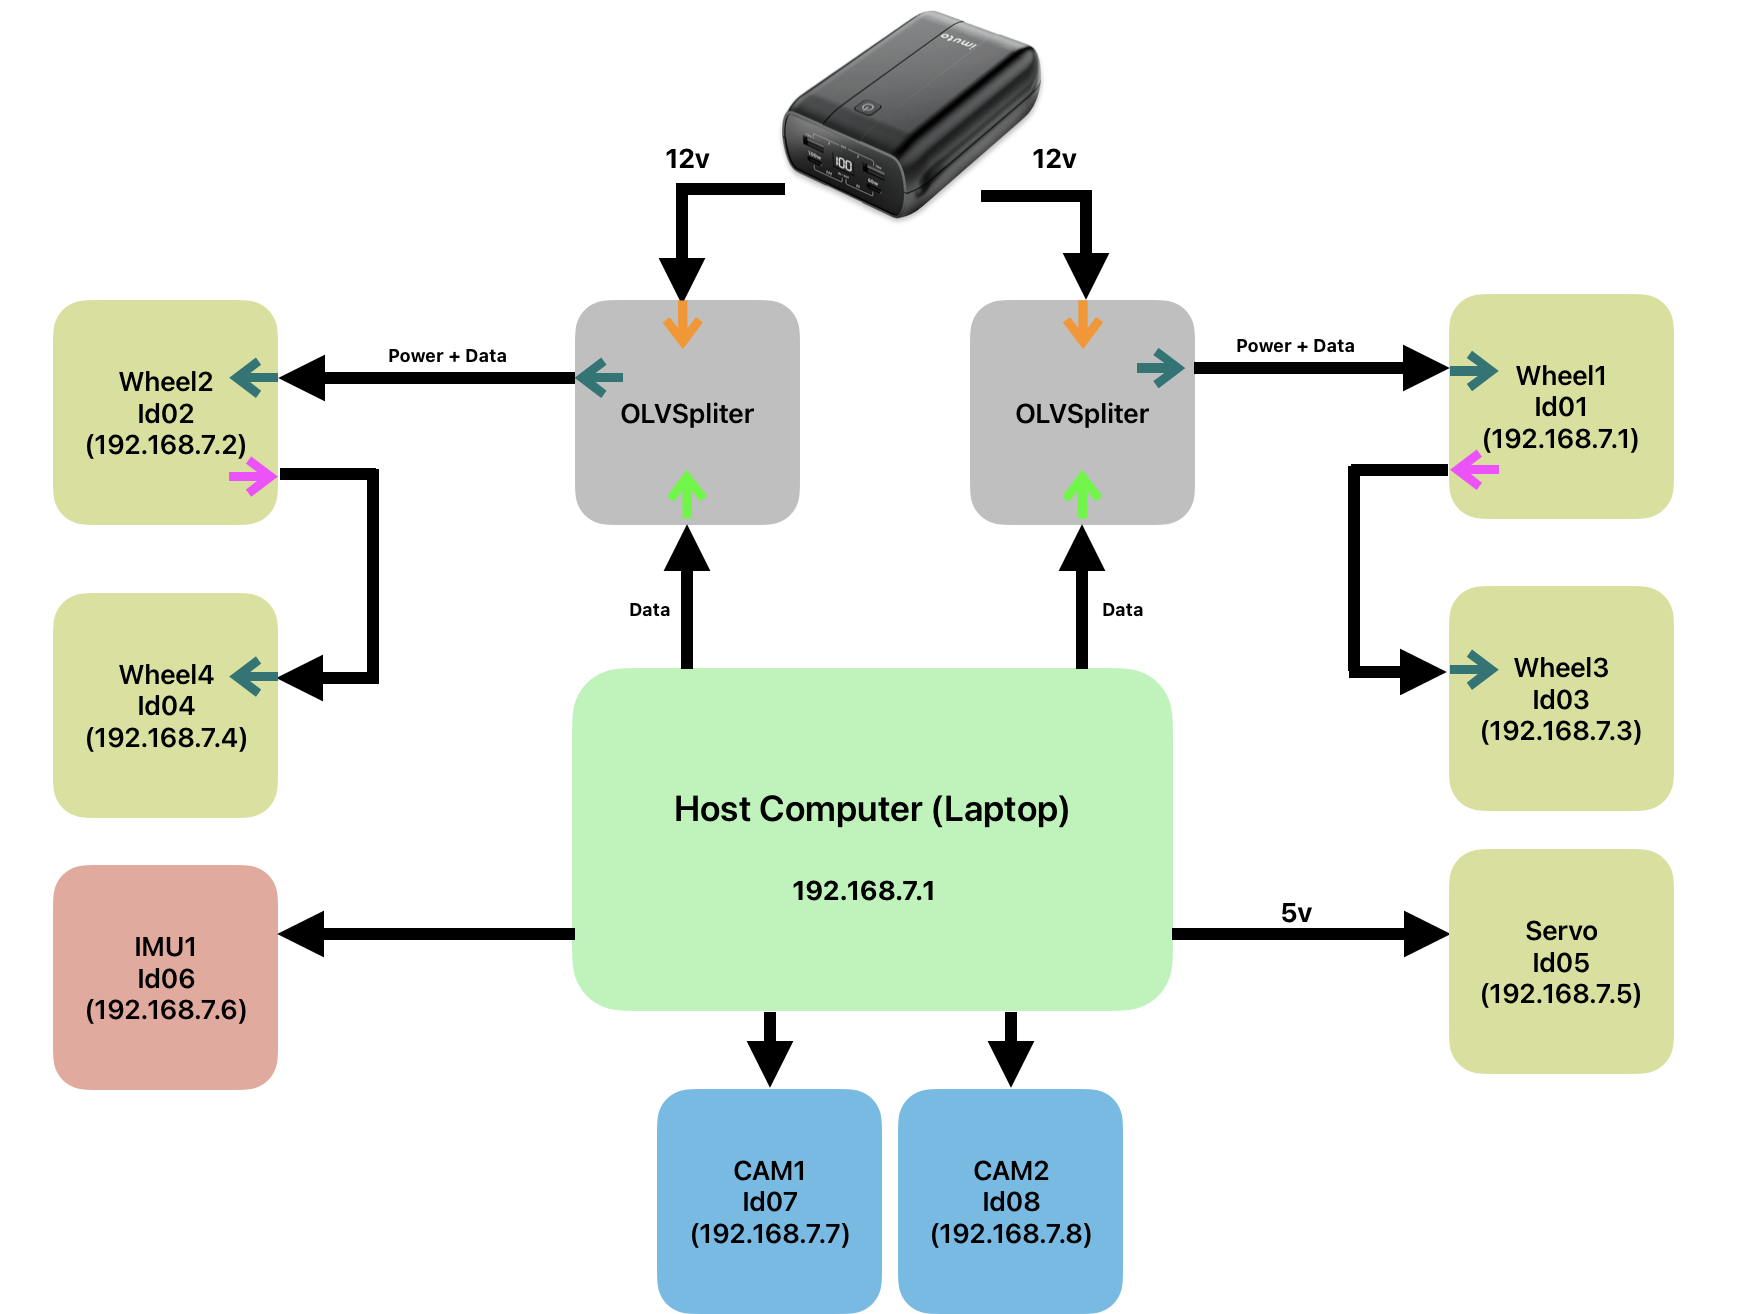 imuto
100w
100
60w
12v
12v
Power + Data
Power + Data
Wheel2
Id02
(192.168.7.2)
OLVSpliter
OLVSpliter
Wheel1
Id01
(192.168.7.1)
Data
Data
Wheel4
Id04
(192.168.7.4)
Wheel3
Id03
(192.168.7.3)
Host Computer (Laptop)
192.168.7.1
5v
IMU1
Id06
(192.168.7.6)
Servo
Id05
(192.168.7.5)
CAM1
Id07
(192.168.7.7)
CAM2
Id08
(192.168.7.8)